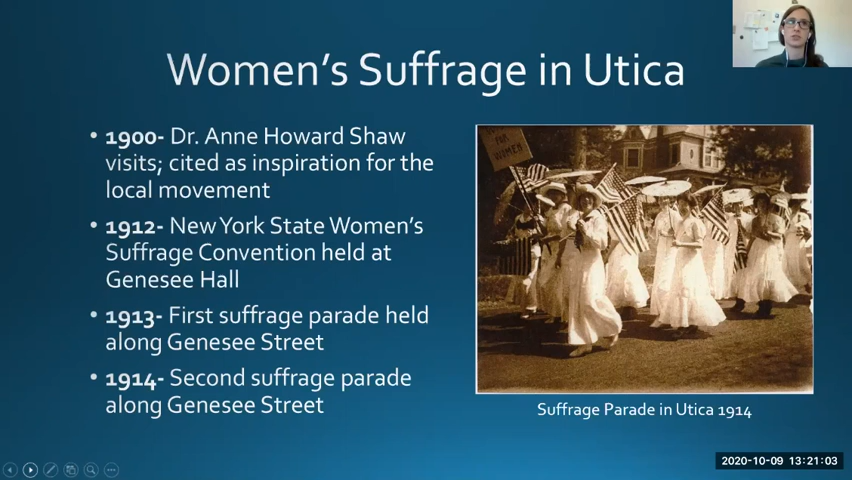 Women's Suffrage in Utica
• 1900- Dr. Anne Howard Shaw
visits; cited as inspiration for the
local movement
• 1912- New York State Women's
Suffrage Convention held at
Genesee Hall
• 1913- First suffrage parade held
along Genesee Street
• 1914- Second suffrage parade
along Genesee Street
FOR
WOMEN
Suffrage Parade in Utica 1914
2020-10-09 13:21:03